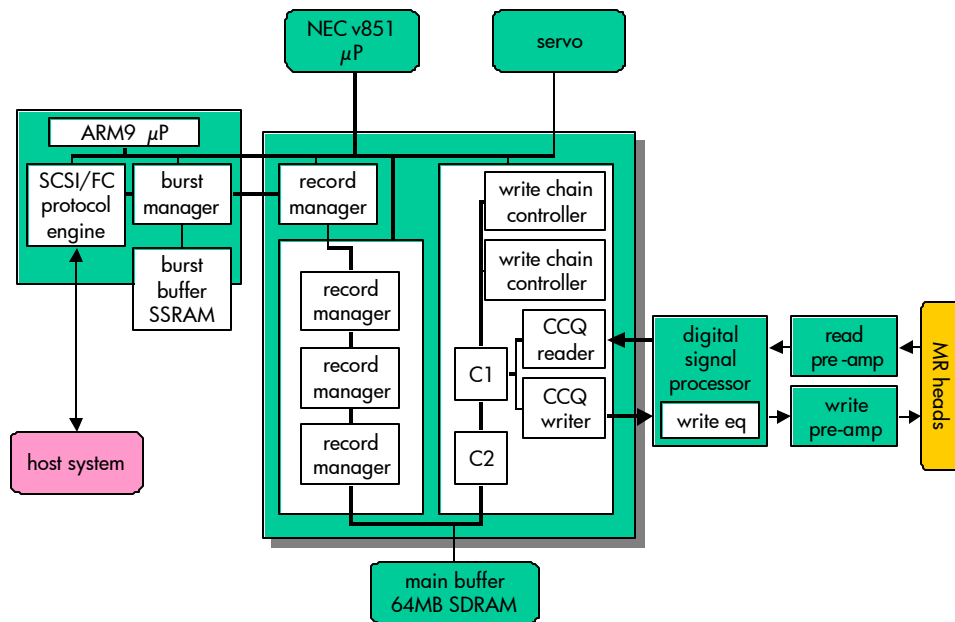 NEC v851
µP
servo
ARM9 µP
SCSI/FC
protocol
engine
burst
manager
record
manager
write chain
controller
burst
buffer
SSRAM
write chain
controller
record
manager
CCQ
reader
digital
signal
processor
read
pre-amp
MR heads
C1
record
manager
CCQ
writer
write eq
write
pre-amp
host system
record
manager
C2
main buffer
64MB SDRAM